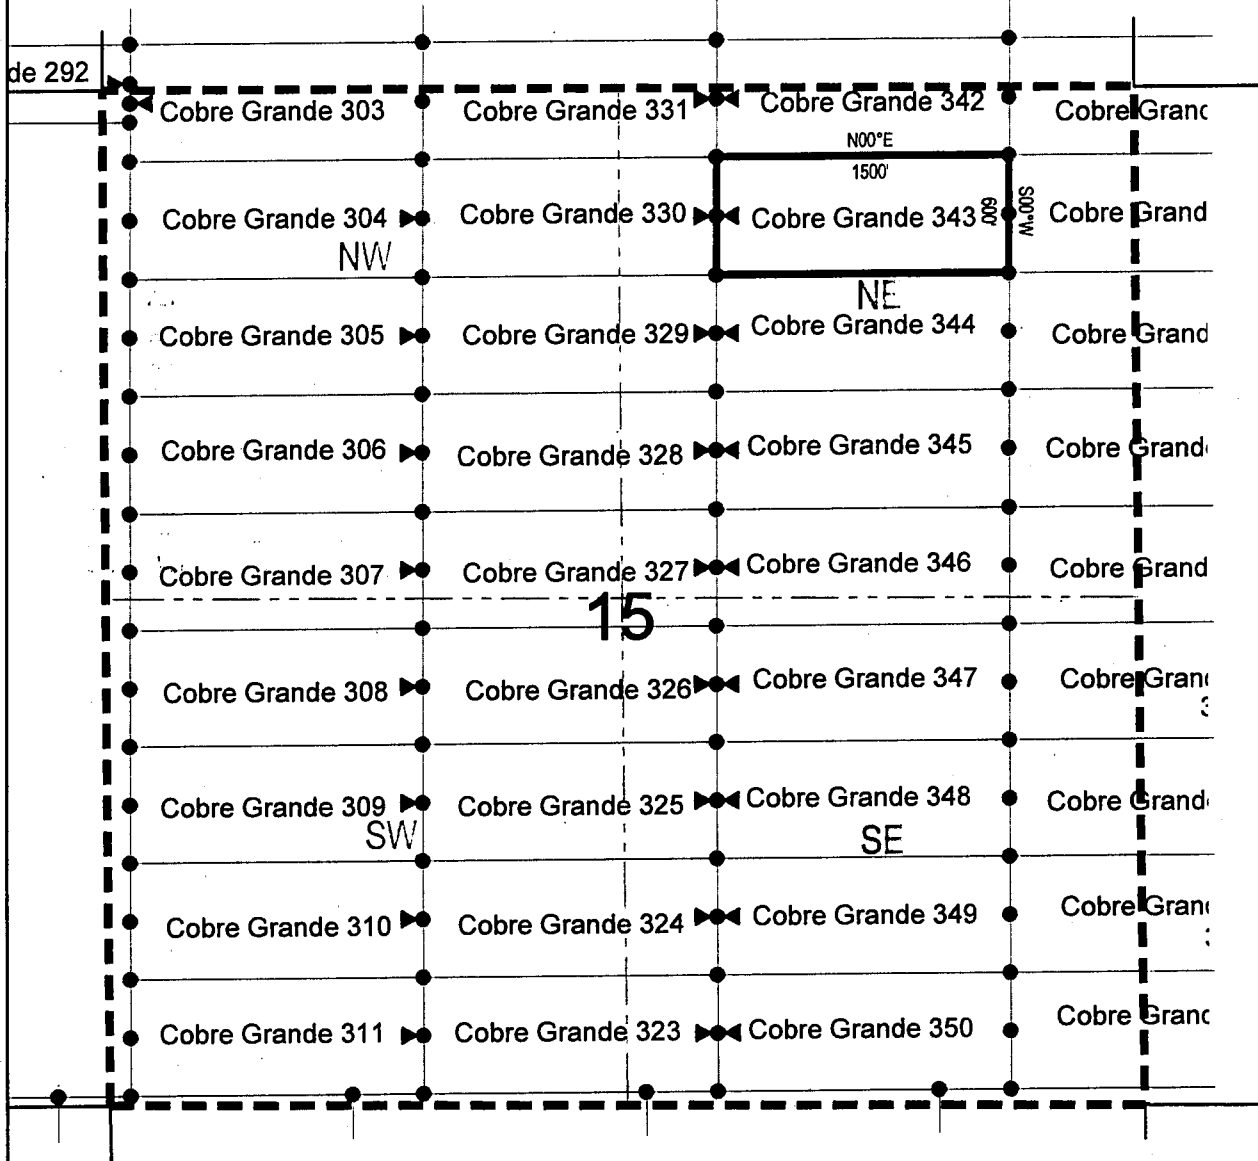 de 292
Cobre Grande 303
Cobre Grande 331
Cobre Grande 342
Cobre Granc
N00°E
1500'
Cobre Grande 304
Cobre Grande 330
Cobre Grande 343
600'
S00°W
Cobre Grand
NW
NE
Cobre Grande 305
Cobre Grande 329
Cobre Grande 344
Cobre Grand
Cobre Grande 306
Cobre Grande 328
Cobre Grande 345
Cobre Grand
Cobre Grande 307
Cobre Grande 327
Cobre Grande 346
Cobre Grand
15
Cobre Grande 308
Cobre Grande 326
Cobre Grande 347
Cobre Gran
Cobre Grande 309
Cobre Grande 325
Cobre Grande 348
Cobre Grand
SW
SE
Cobre Grande 310
Cobre Grande 324
Cobre Grande 349
Cobre Gran
Cobre Grande 311
Cobre Grande 323
Cobre Grande 350
Cobre Granc